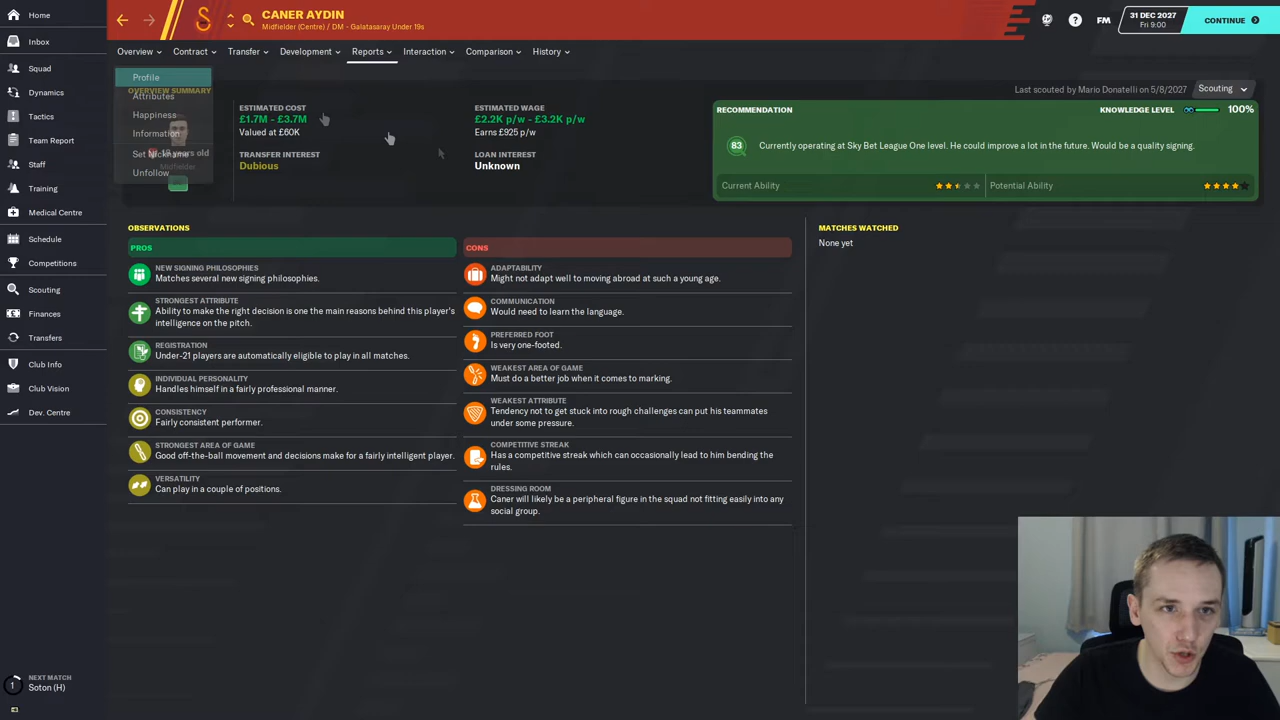 Home
Inbox
Squad
Dynamics
Tactics
Team Report
Staff
Training
Medical Centre
Schedule
Competitions
Scouting
Finances
Transfers
Club Info
Club Vision
Dev. Centre
NEXT MATCH
1
Soton (H)
CANER AYDIN
Midfielder (Centre) / DM - Galatasaray Under 19s
FM
31 DEC 2027
Fri 9:00
CONTINUE
Overview
Contract
Transfer
Development
Reports
Interaction
Comparison
History
Profile
Attributes
Happiness
Information
Set Nickname
Unfollow
OVERVIEW SUMMARY
years old
Midfielder
ESTIMATED COST
£1.7M - £3.7M
Valued at £60K
TRANSFER INTEREST
Dubious
ESTIMATED WAGE
£2.2K p/w - £3.2K p/w
Earns £925 p/w
LOAN INTEREST
Unknown
Last scouted by Mario Donatelli on 5/8/2027
Scouting
RECOMMENDATION
KNOWLEDGE LEVEL
100%
83
Currently operating at Sky Bet League One level. He could improve a lot in the future. Would be a quality signing.
Current Ability
Potential Ability
OBSERVATIONS
PROS
NEW SIGNING PHILOSOPHIES
Matches several new signing philosophies.
STRONGEST ATTRIBUTE
Ability to make the right decision is one the main reasons behind this player's
intelligence on the pitch.
REGISTRATION
Under-21 players are automatically eligible to play in all matches.
INDIVIDUAL PERSONALITY
Handles himself in a fairly professional manner.
CONSISTENCY
Fairly consistent performer.
STRONGEST AREA OF GAME
Good off-the-ball movement and decisions make for a fairly intelligent player.
VERSATILITY
Can play in a couple of positions.
CONS
ADAPTABILITY
Might not adapt well to moving abroad at such a young age.
COMMUNICATION
Would need to learn the language.
PREFERRED FOOT
Is very one-footed.
WEAKEST AREA OF GAME
Must do a better job when it comes to marking.
WEAKEST ATTRIBUTE
Tendency not to get stuck into rough challenges can put his teammates
under some pressure.
COMPETITIVE STREAK
Has a competitive streak which can occasionally lead to him bending the
rules.
DRESSING ROOM
Caner will likely be a peripheral figure in the squad not fitting easily into any
social group.
MATCHES WATCHED
None yet